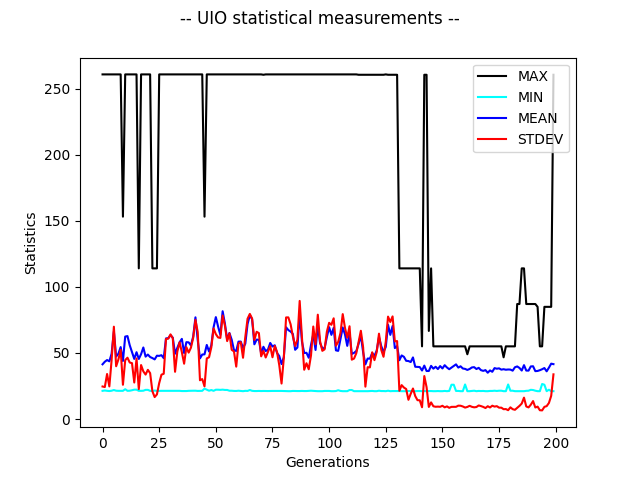 -- UIO statistical measurements --
MAX
MIN
MEAN
STDEV
250
200
150
100
50
0
Statistics
0 25 50 75 100 125 150 175 200
Generations